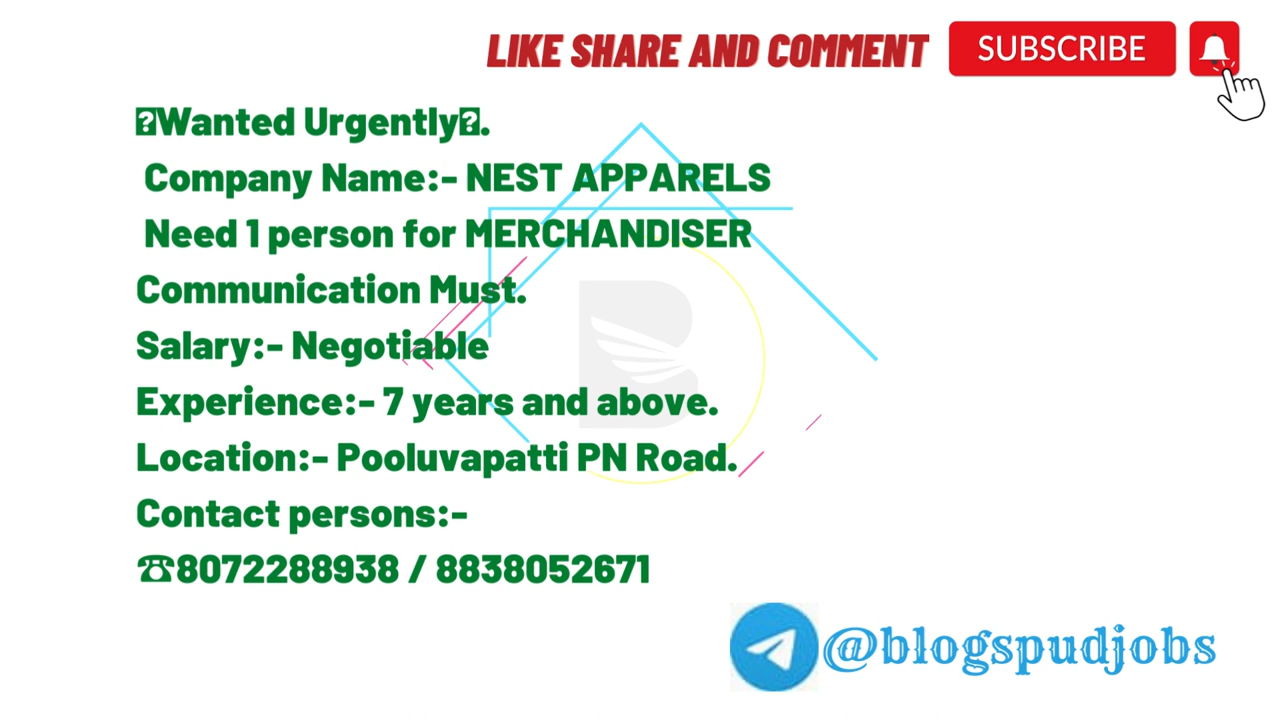 LIKE SHARE AND COMMENT SUBSCRIBE
⍰Wanted Urgently⍰.
Company Name:- NEST APPARELS
Need 1 person for MERCHANDISER
Communication Must.
Salary:- Negotiable
Experience:- 7 years and above.
Location:- Pooluvapatti PN Road.
Contact persons:-
☎8072288938 / 8838052671
@blogspudjobs